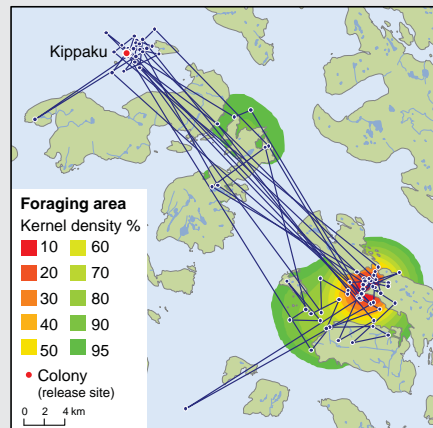 Kippaku
Foraging area
Kernel density %
10 60
20 70
30 80
40 90
50 95
Colony
(release site)
0 2 4 km